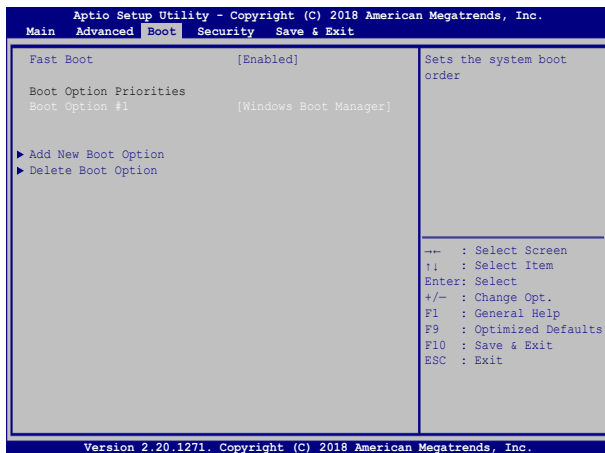 Aptio Setup Utility - Copyright (C) 2018 American Megatrends, Inc.
Main Advanced Boot Security Save & Exit
Fast Boot [Enabled]
Boot Option Priorities
Boot Option #1 [Windows Boot Manager]
▶ Add New Boot Option
▶ Delete Boot Option
Sets the system boot
order
→← : Select Screen
↑↓ : Select Item
Enter: Select
+/— : Change Opt.
F1 : General Help
F9 : Optimized Defaults
F10 : Save & Exit
ESC : Exit
Version 2.20.1271. Copyright (C) 2018 American Megatrends, Inc.